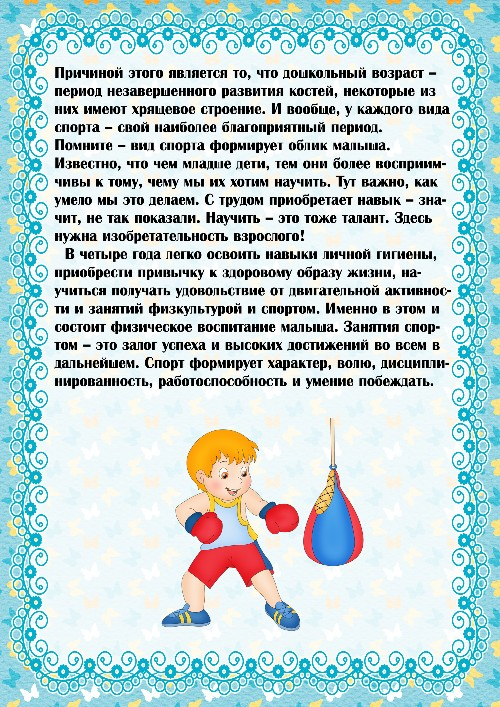 Причиной этого является то, что дошкольный возраст –
период незавершенного развития костей, некоторые из
них имеют хрящевое строение. И вообще, у каждого вида
спорта – свой наиболее благоприятный период.
Помните – вид спорта формирует облик малыша.
Известно, что чем младше дети, тем они более восприим-
чивы к тому, чему мы их хотим научить. Тут важно, как
умело мы это делаем. С трудом приобретает навык – зна-
чит, не так показали. Научить – это тоже талант. Здесь
нужна изобретательность взрослого!
В четыре года легко освоить навыки личной гигиены,
приобрести привычку к здоровому образу жизни, на-
учиться получать удовольствие от двигательной активнос-
ти и занятий физкультурой и спортом. Именно в этом и
состоит физическое воспитание малыша. Занятия спор-
том – это залог успеха и высоких достижений во всем в
дальнейшем. Спорт формирует характер, волю, дисципли-
нированность, работоспособность и умение побеждать.